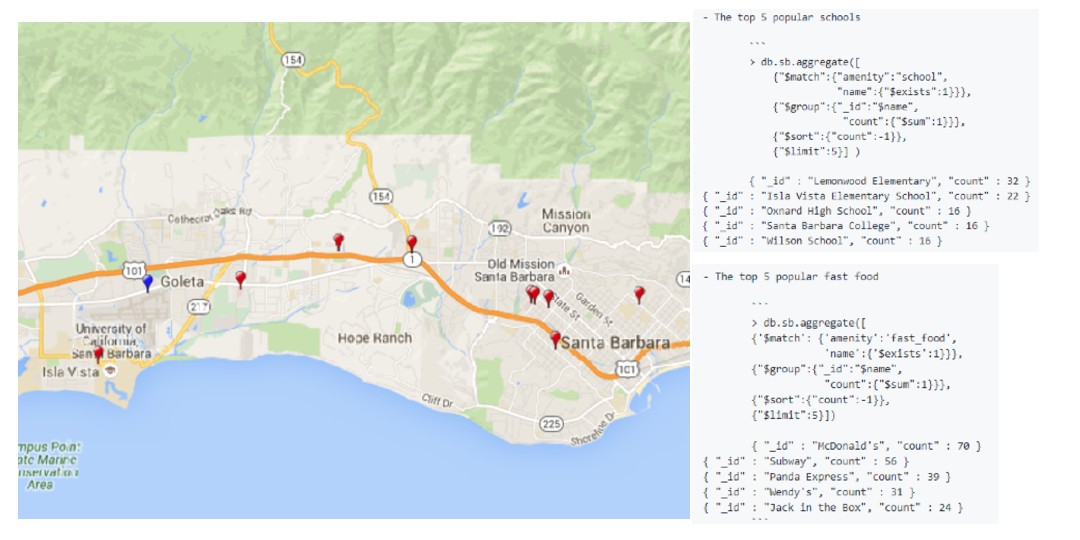 154
154
Cathedral Oaks Rd
Mission
Canyon
192
1
Old Mission
Santa Barbara
101
Goleta
217
State St
Garden St
14
University of
California,
Santa Barbara
Hope Ranch
Santa Barbara
Isla Vista
101
Cliff Dr
225
Shoreline Dr
mpus Point
ate Marine
nservation
Area
- The top 5 popular schools
```
> db.sb.aggregate([
{"$match":{"amenity":"school",
"name":{"$exists":1}}},
{"$group":{"_id":"$name",
"count":{"$sum":1}}},
{"$sort":{"count":-1}},
{"$limit":5}] )
{ "_id" : "Lemonwood Elementary", "count" : 32 }
{ "_id" : "Isla Vista Elementary School", "count" : 22 }
{ "_id" : "Oxnard High School", "count" : 16 }
{ "_id" : "Santa Barbara College", "count" : 16 }
{ "_id" : "Wilson School", "count" : 16 }
- The top 5 popular fast food
```
> db.sb.aggregate([
{'$match': {'amenity':'fast_food',
'name':{'$exists':1}}},
{"$group":{"_id":"$name",
"count":{"$sum":1}}},
{"$sort":{"count":-1}},
{"$limit":5}])
{ "_id" : "McDonald's", "count" : 70 }
{ "_id" : "Subway", "count" : 56 }
{ "_id" : "Panda Express", "count" : 39 }
{ "_id" : "Wendy's", "count" : 31 }
{ "_id" : "Jack in the Box", "count" : 24 }
```